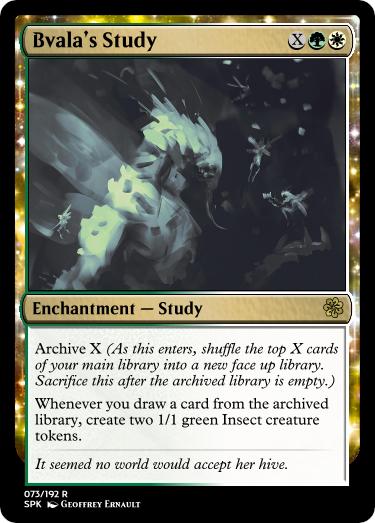 Bvala's Study X
Enchantment — Study
Archive X (As this enters, shuffle the top X cards
of your main library into a new face up library.
Sacrifice this after the archived library is empty.)
Whenever you draw a card from the archived
library, create two 1/1 green Insect creature
tokens.
It seemed no world would accept her hive.
073/192 R
SPK Geoffrey Ernault